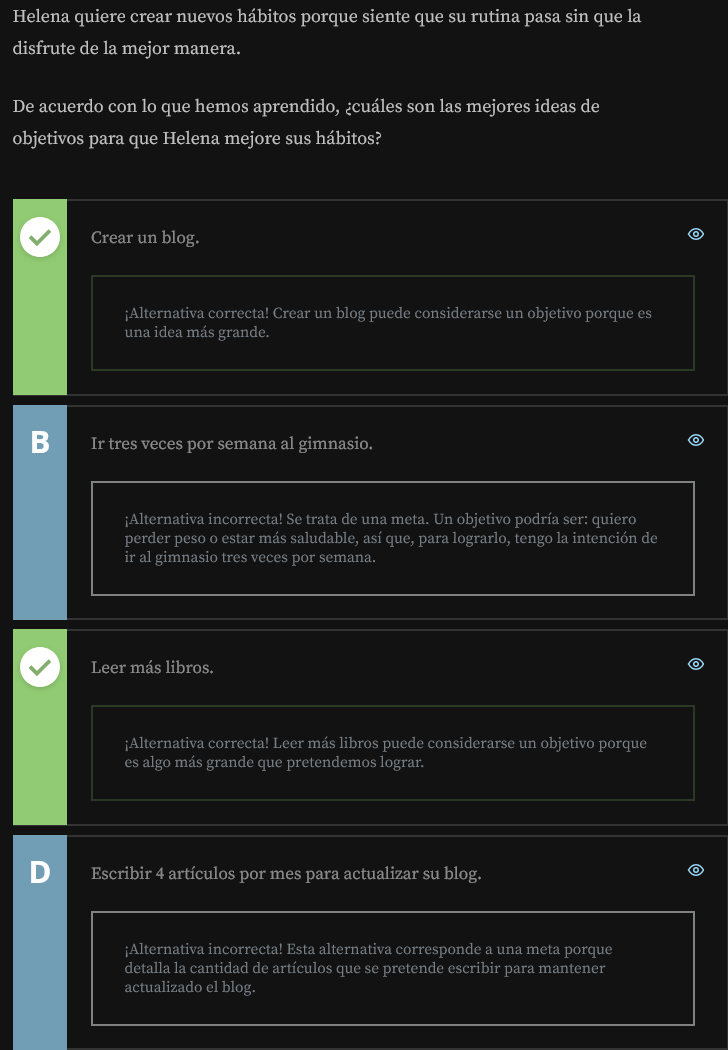 Helena quiere crear nuevos hábitos porque siente que su rutina pasa sin que la
disfrute de la mejor manera.
De acuerdo con lo que hemos aprendido, ¿cuáles son las mejores ideas de
objetivos para que Helena mejore sus hábitos?
Crear un blog.
¡Alternativa correcta! Crear un blog puede considerarse un objetivo porque es
una idea más grande.
B
Ir tres veces por semana al gimnasio.
¡Alternativa incorrecta! Se trata de una meta. Un objetivo podría ser: quiero
perder peso o estar más saludable, así que, para lograrlo, tengo la intención de
ir al gimnasio tres veces por semana.
Leer más libros.
¡Alternativa correcta! Leer más libros puede considerarse un objetivo porque
es algo más grande que pretendemos lograr.
D
Escribir 4 artículos por mes para actualizar su blog.
¡Alternativa incorrecta! Esta alternativa corresponde a una meta porque
detalla la cantidad de artículos que se pretende escribir para mantener
actualizado el blog.